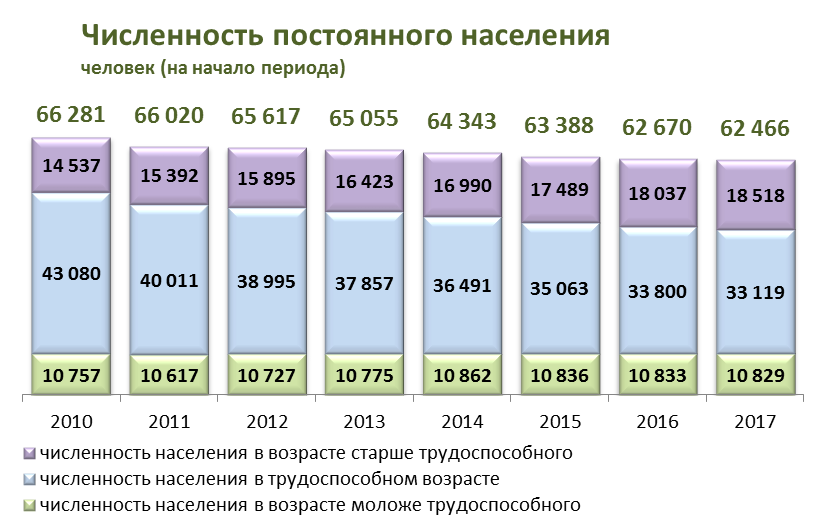 Численность постоянного населения
человек (на начало периода)
66 281 66 020 65 617 65 055 64 343 63 388 62 670 62 466
14 537 15 392 15 895 16 423 16 990 17 489 18 037 18 518
43 080 40 011 38 995 37 857 36 491 35 063 33 800 33 119
10 757 10 617 10 727 10 775 10 862 10 836 10 833 10 829
2010 2011 2012 2013 2014 2015 2016 2017
численность населения в возрасте старше трудоспособного
численность населения в трудоспособном возрасте
численность населения в возрасте моложе трудоспособного